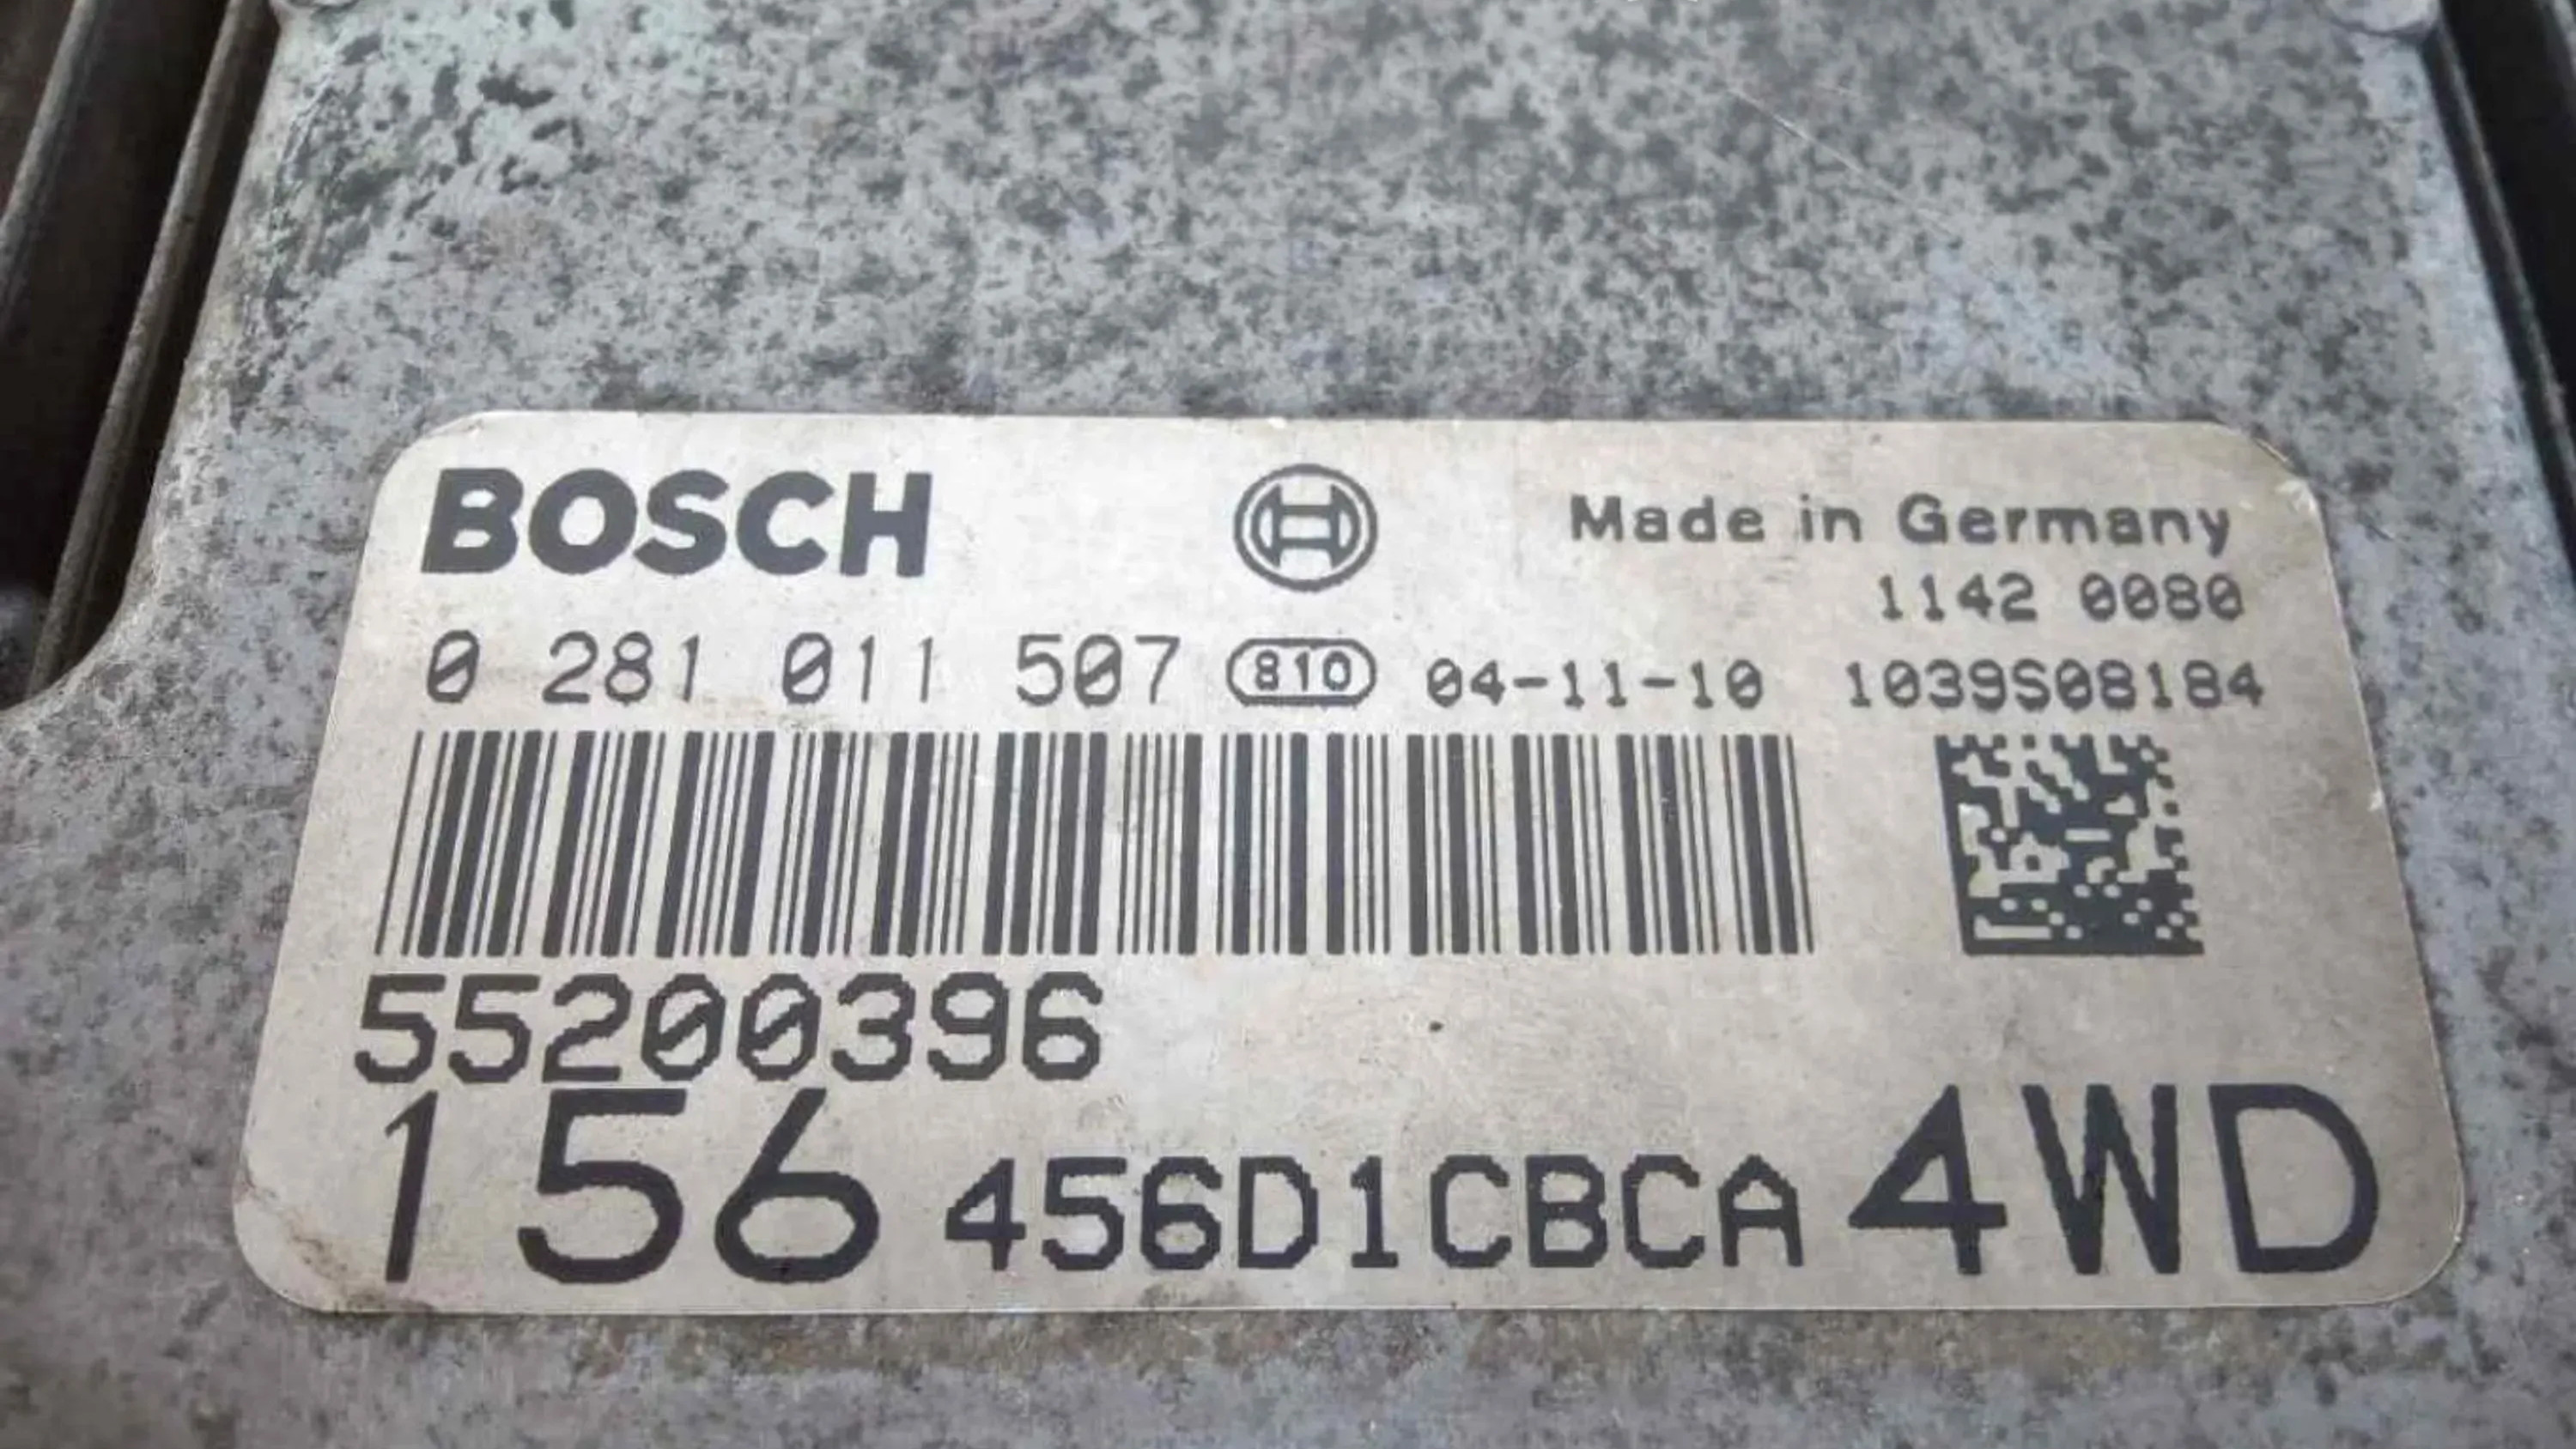 BOSCH Made in Germany
1142 0080
0 281 011 507 810 04-11-10 1039S08184
55200396
156 456D1CBCA 4WD